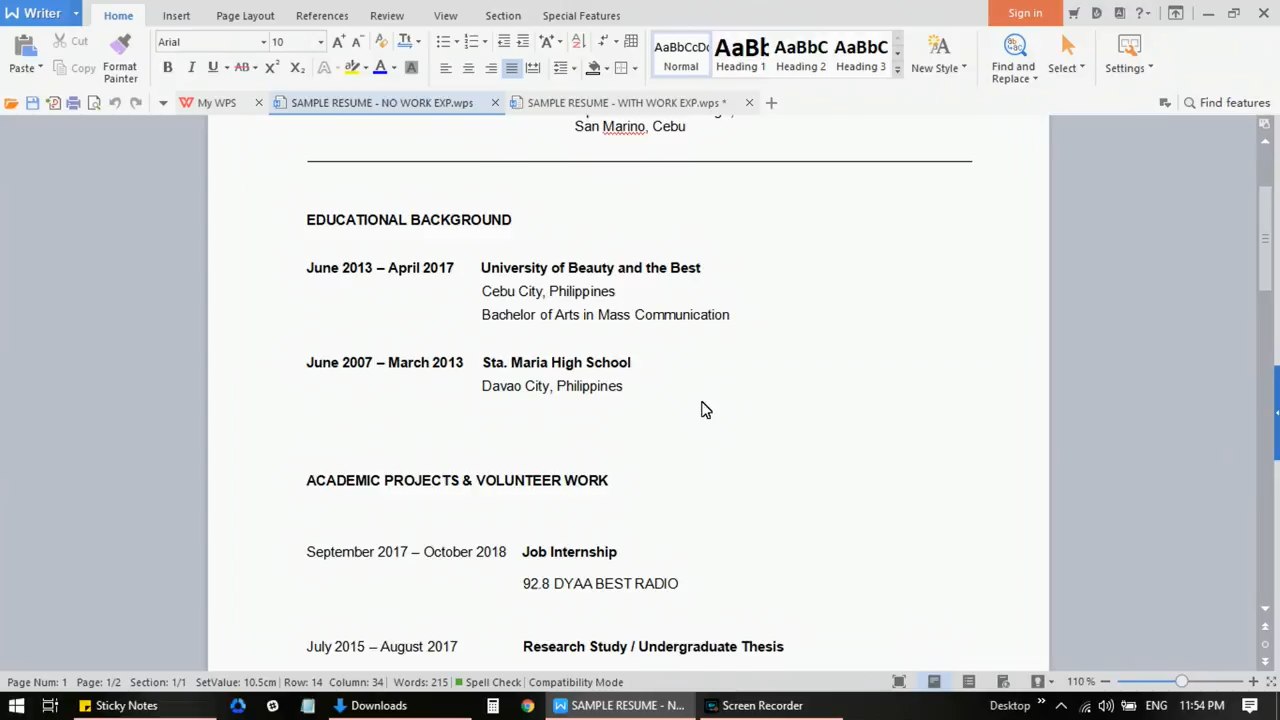 Writer
Home
Insert
Page Layout
References
Review
View
Section
Special Features
Sign in
Paste
Cut
Copy
Format Painter
Arial
10
AaBbCcDd
Normal
AaBb
Heading 1
AaBbC
Heading 2
AaBbC
Heading 3
New Style
Find and Replace
Select
Settings
My WPS
SAMPLE RESUME - NO WORK EXP.wps
SAMPLE RESUME - WITH WORK EXP.wps *
Find features
San Marino, Cebu
EDUCATIONAL BACKGROUND
June 2013 – April 2017 University of Beauty and the Best
Cebu City, Philippines
Bachelor of Arts in Mass Communication
June 2007 – March 2013 Sta. Maria High School
Davao City, Philippines
ACADEMIC PROJECTS & VOLUNTEER WORK
September 2017 – October 2018 Job Internship
92.8 DYAA BEST RADIO
July 2015 – August 2017 Research Study / Undergraduate Thesis
Page Num: 1 Page: 1/2 Section: 1/1 SetValue: 10.5cm Row: 14 Column: 34 Words: 215 Spell Check Compatibility Mode
110 %
Sticky Notes
Downloads
SAMPLE RESUME - N...
Screen Recorder
Desktop
ENG
11:54 PM